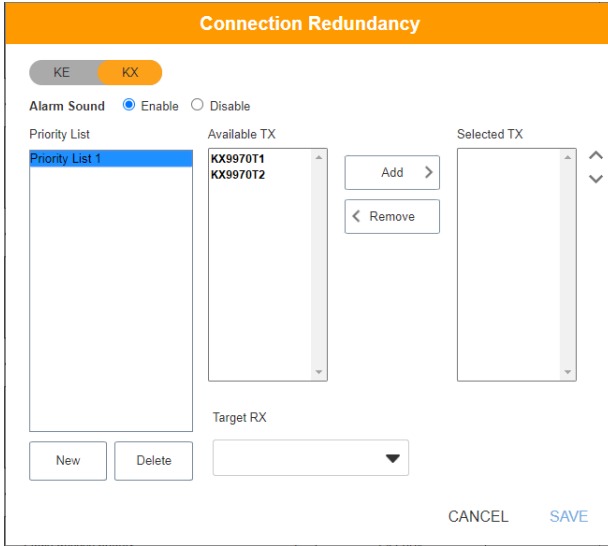 Connection Redundancy
KE KX
Alarm Sound Enable Disable
Priority List Available TX Selected TX
Priority List 1 KX9970T1
KX9970T2
Add
Remove
Target RX
New Delete
CANCEL SAVE